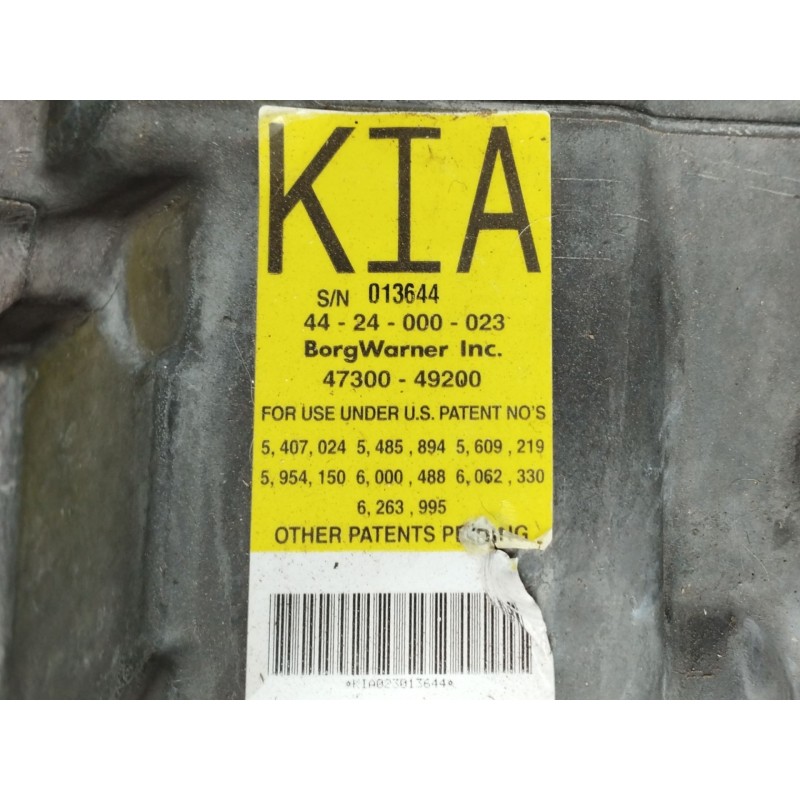 KIA
S/N 013644
44 - 24 - 000 - 023
BorgWarner Inc.
47300 - 49200
FOR USE UNDER U.S. PATENT NO'S
5, 407, 024 5, 485, 894 5, 609, 219
5, 954, 150 6, 000, 488 6, 062, 330
6, 263, 995
OTHER PATENTS PENDING
*KIA023013644*